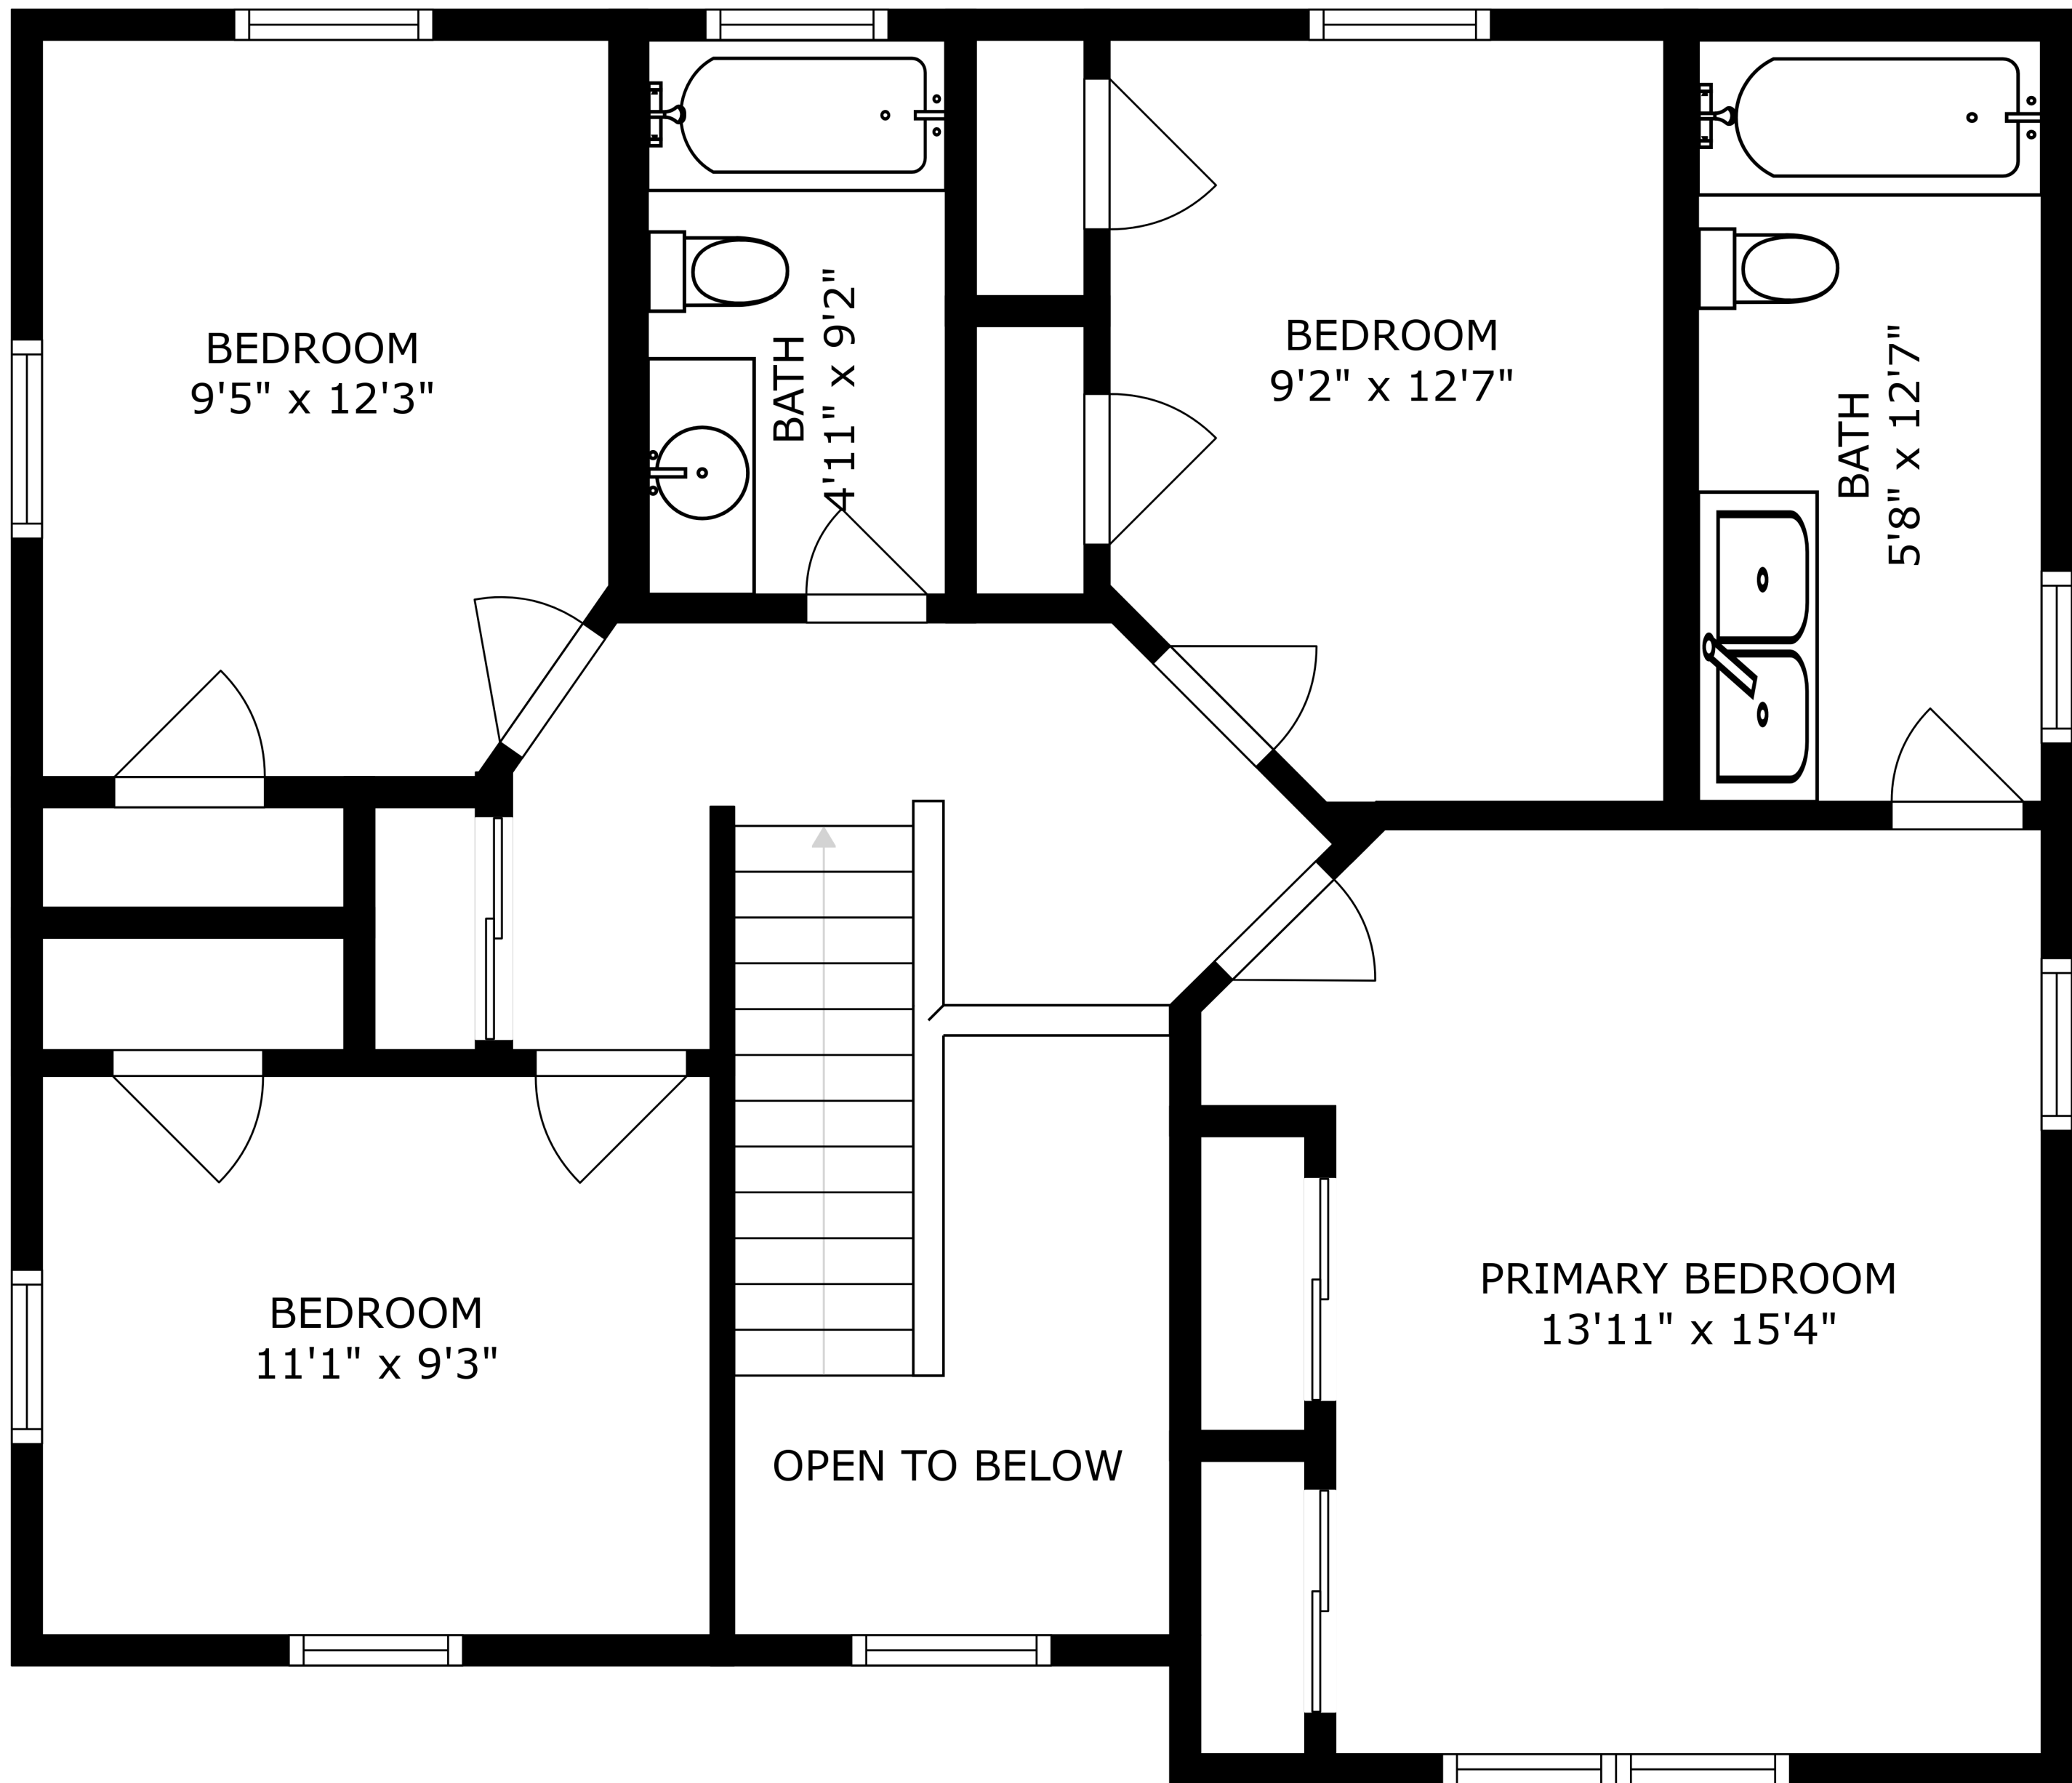 BEDROOM
9'5" x 12'3"
BATH
4'11" x 9'2"
BEDROOM
9'2" x 12'7"
BATH
5'8" x 12'7"
BEDROOM
11'1" x 9'3"
OPEN TO BELOW
PRIMARY BEDROOM
13'11" x 15'4"